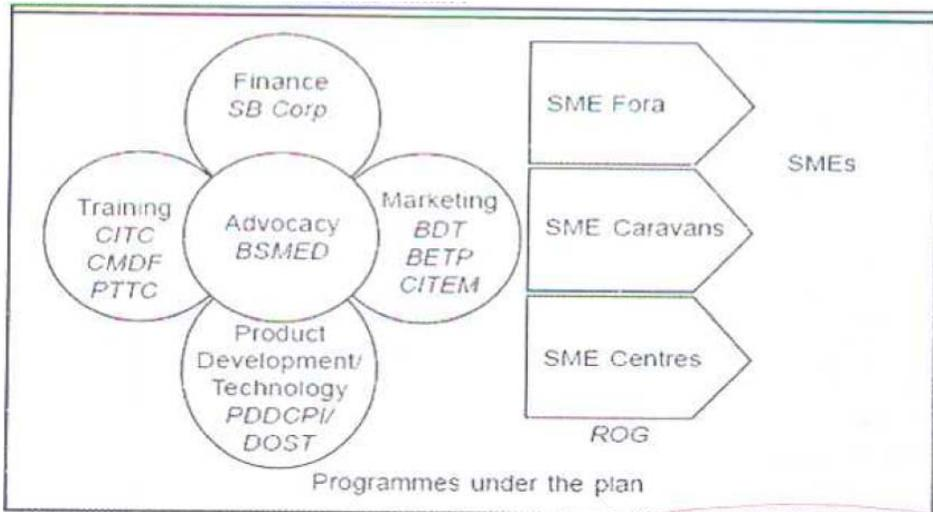 Finance
SB Corp
Training
CITC
CMDF
PTTC
Advocacy
BSMED
Marketing
BDT
BETP
CITEM
Product
Development/
Technology
PDDCPI/
DOST
SME Fora
SME Caravans
SME Centres
ROG
SMEs
Programmes under the plan